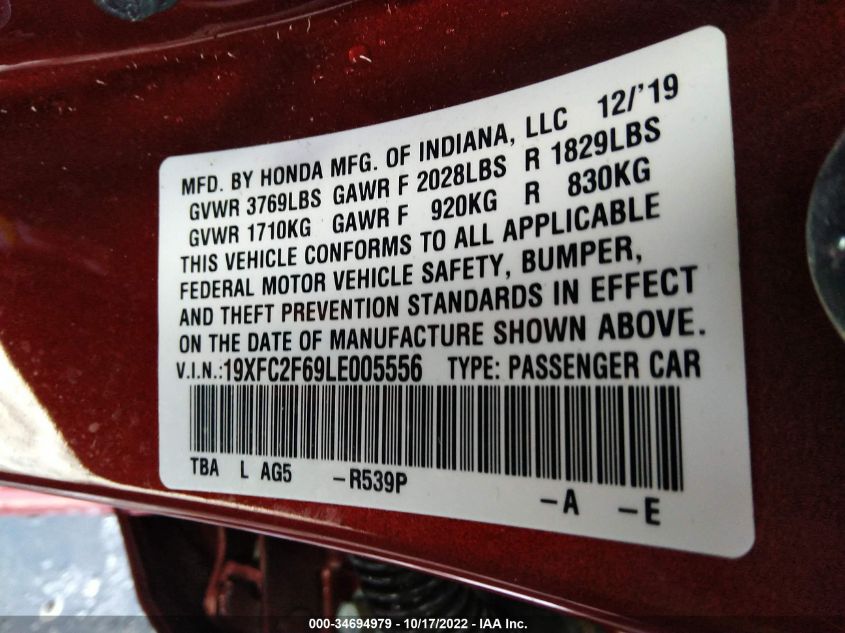 MFD. BY HONDA MFG. OF INDIANA, LLC 12/'19
GVWR 3769LBS GAWR F 2028LBS R 1829LBS
GVWR 1710KG GAWR F 920KG R 830KG
THIS VEHICLE CONFORMS TO ALL APPLICABLE
FEDERAL MOTOR VEHICLE SAFETY, BUMPER,
AND THEFT PREVENTION STANDARDS IN EFFECT
ON THE DATE OF MANUFACTURE SHOWN ABOVE.
V.I.N.:19XFC2F69LE005556 TYPE: PASSENGER CAR
TBA L AG5 -R539P -A -E
000-34694979 / 10/17/2022 - IAA Inc.